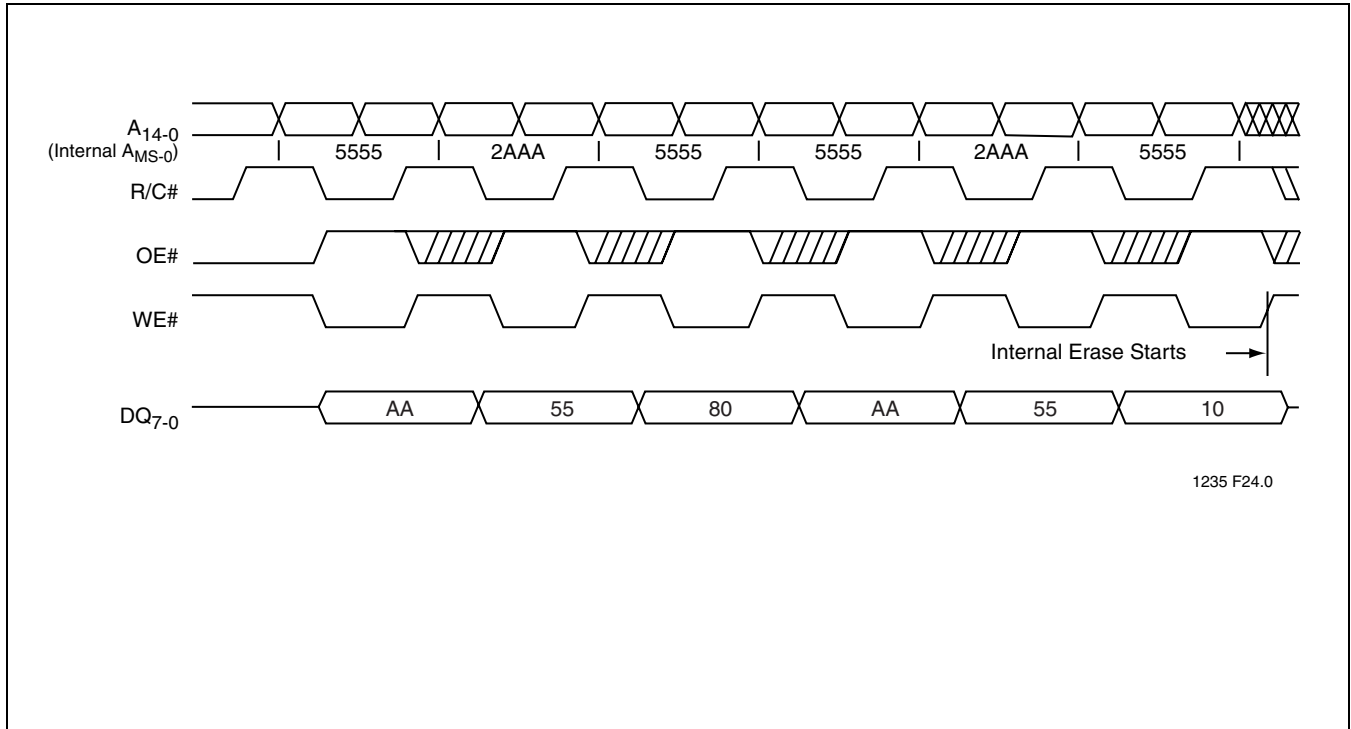 A14-0
(Internal AMS-0)
5555 2AAA 5555 5555 2AAA 5555
R/C#
OE#
WE#
Internal Erase Starts
DQ7-0
AA 55 80 AA 55 10
1235 F24.0